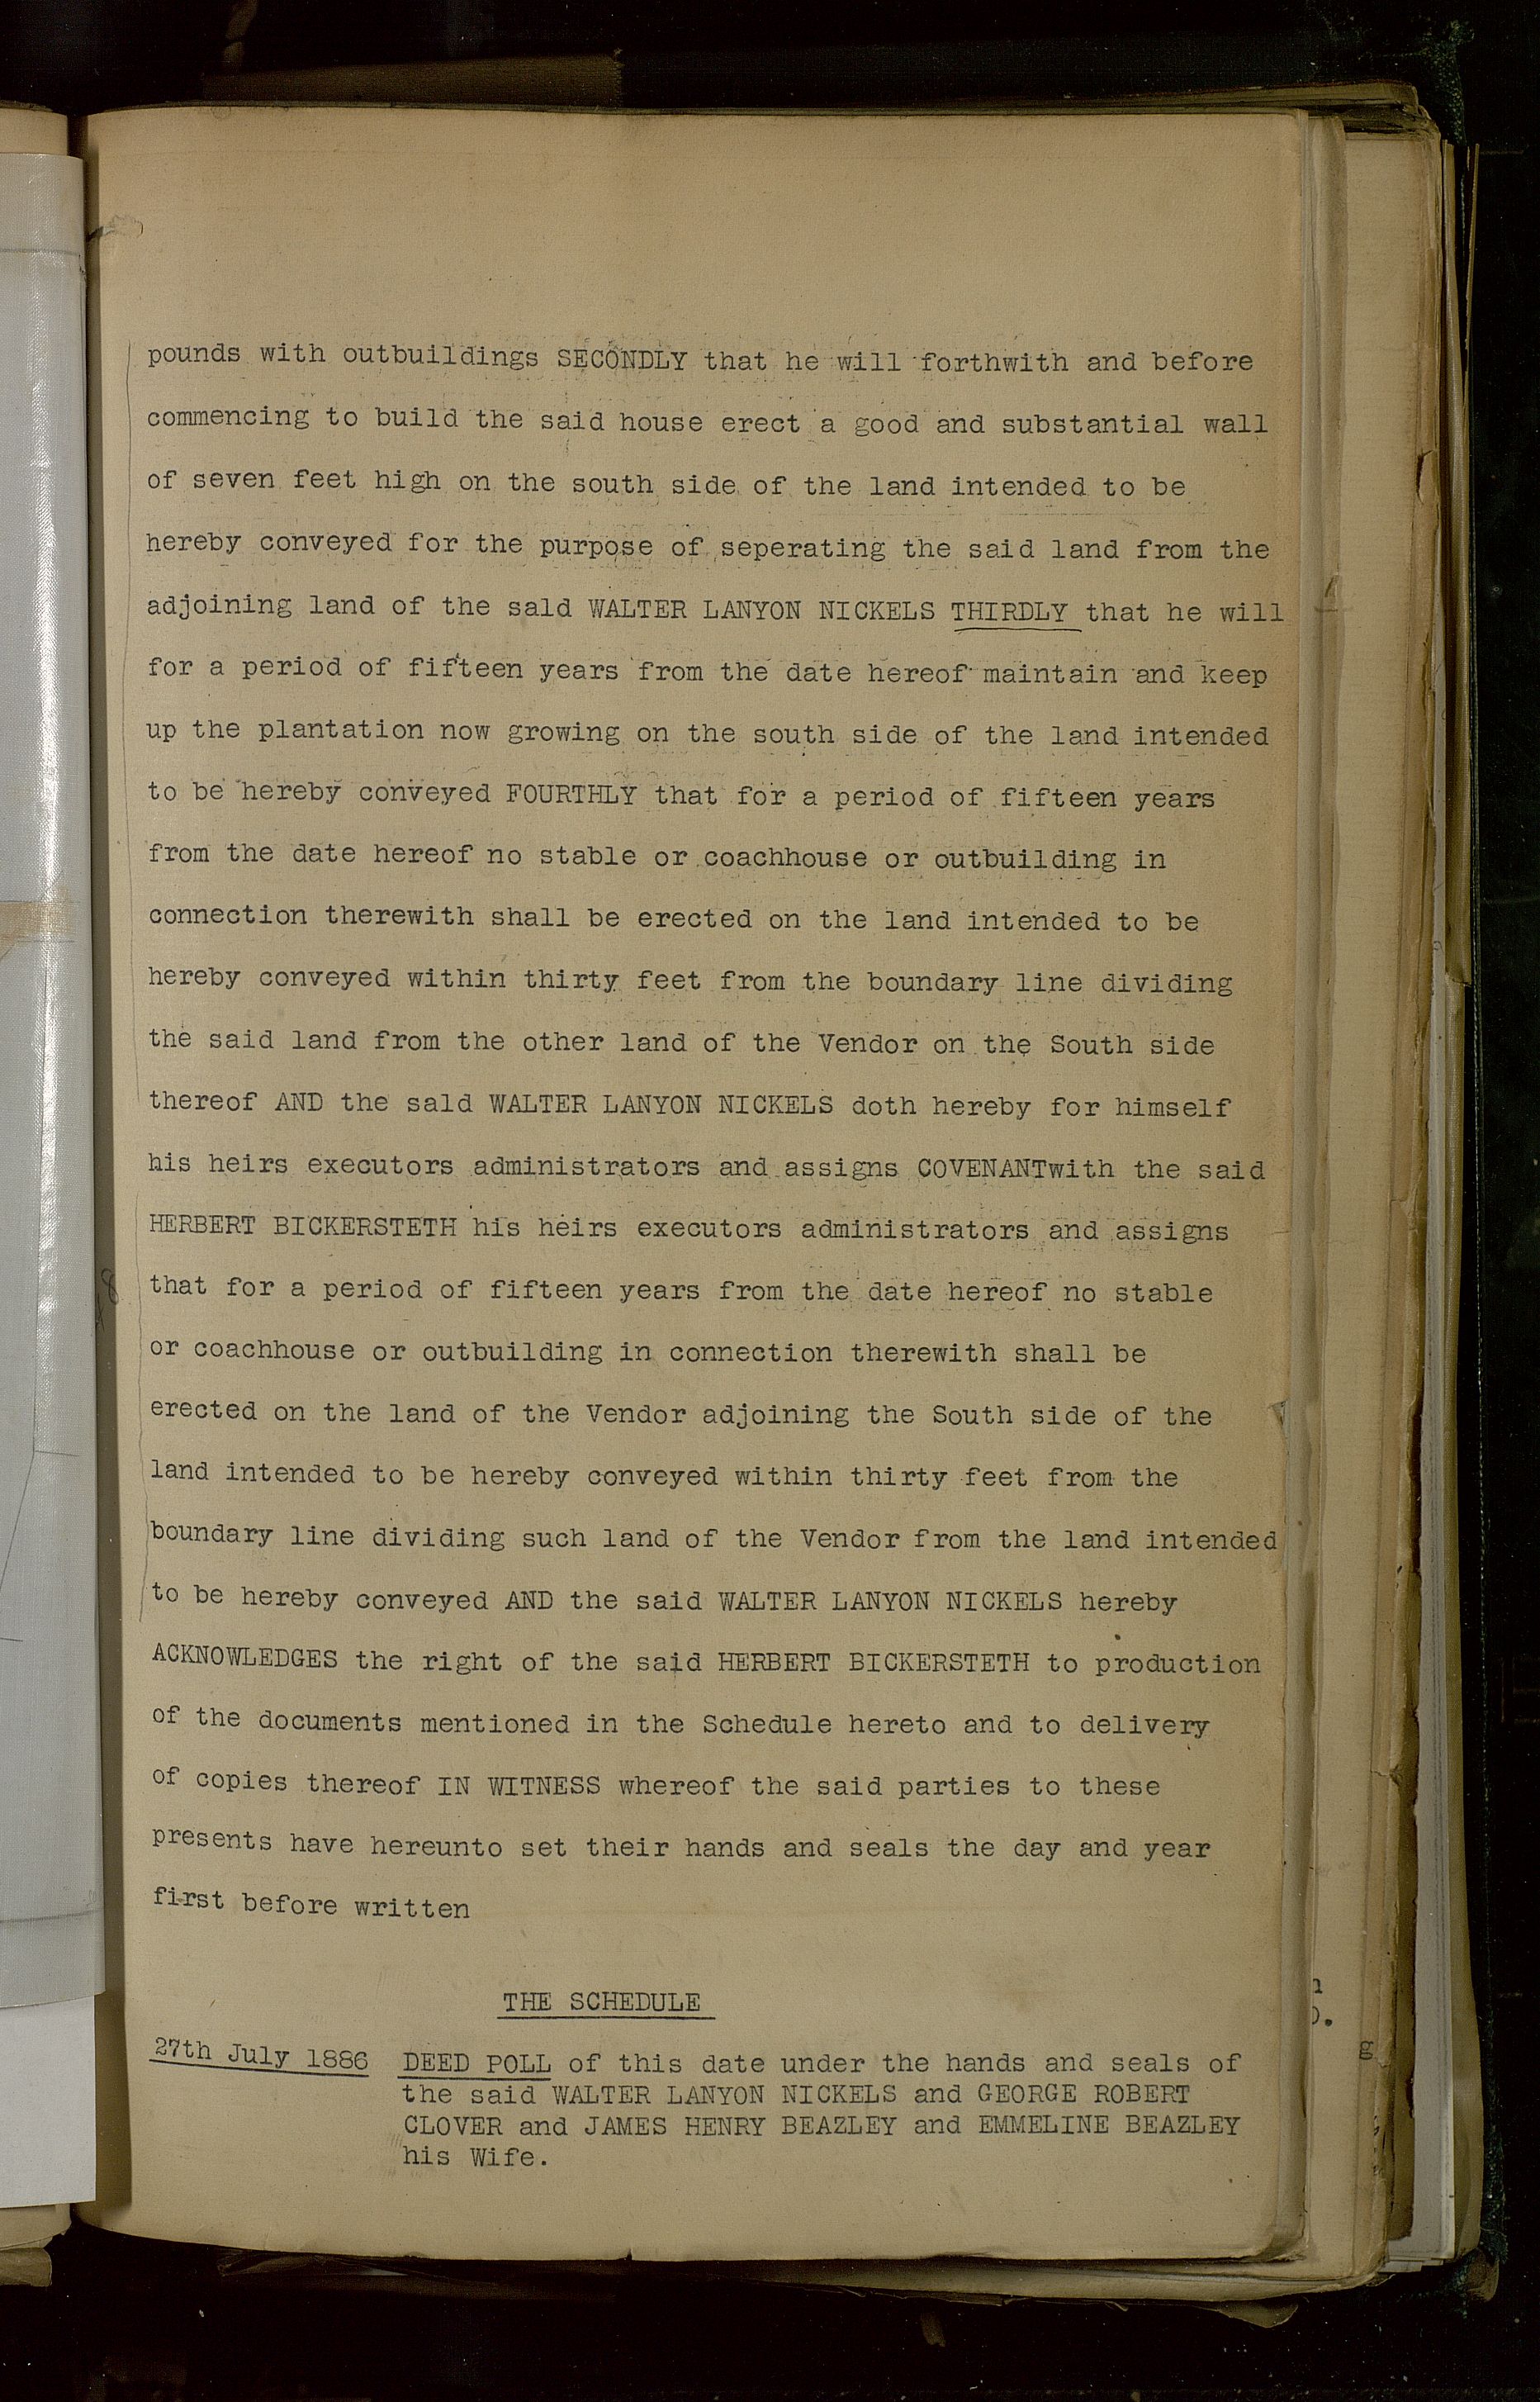 pounds with outbuildings SECONDLY that he will forthwith and before
commencing to build the said house erect a good and substantial wall
of seven feet high on the south side of the land intended to be
hereby conveyed for the purpose of seperating the said land from the
adjoining land of the sald WALTER LANYON NICKELS THIRDLY that he will
for a period of fifteen years from the date hereof maintain and keep
up the plantation now growing on the south side of the land intended
to be hereby conveyed FOURTHLY that for a period of fifteen years
from the date hereof no stable or coachhouse or outbuilding in
connection therewith shall be erected on the land intended to be
hereby conveyed within thirty feet from the boundary line dividing
the said land from the other land of the Vendor on the South side
thereof AND the sald WALTER LANYON NICKELS doth hereby for himself
his heirs executors administrators and assigns COVENANTwith the said
HERBERT BICKERSTETH his heirs executors administrators and assigns
that for a period of fifteen years from the date hereof no stable
or coachhouse or outbuilding in connection therewith shall be
erected on the land of the Vendor adjoining the South side of the
land intended to be hereby conveyed within thirty feet from the
boundary line dividing such land of the Vendor from the land intended
to be hereby conveyed AND the said WALTER LANYON NICKELS hereby
ACKNOWLEDGES the right of the said HERBERT BICKERSTETH to production
of the documents mentioned in the Schedule hereto and to delivery
of copies thereof IN WITNESS whereof the said parties to these
presents have hereunto set their hands and seals the day and year
first before written
THE SCHEDULE
27th July 1886 DEED POLL of this date under the hands and seals of
the said WALTER LANYON NICKELS and GEORGE ROBERT
CLOVER and JAMES HENRY BEAZLEY and EMMELINE BEAZLEY
his Wife.